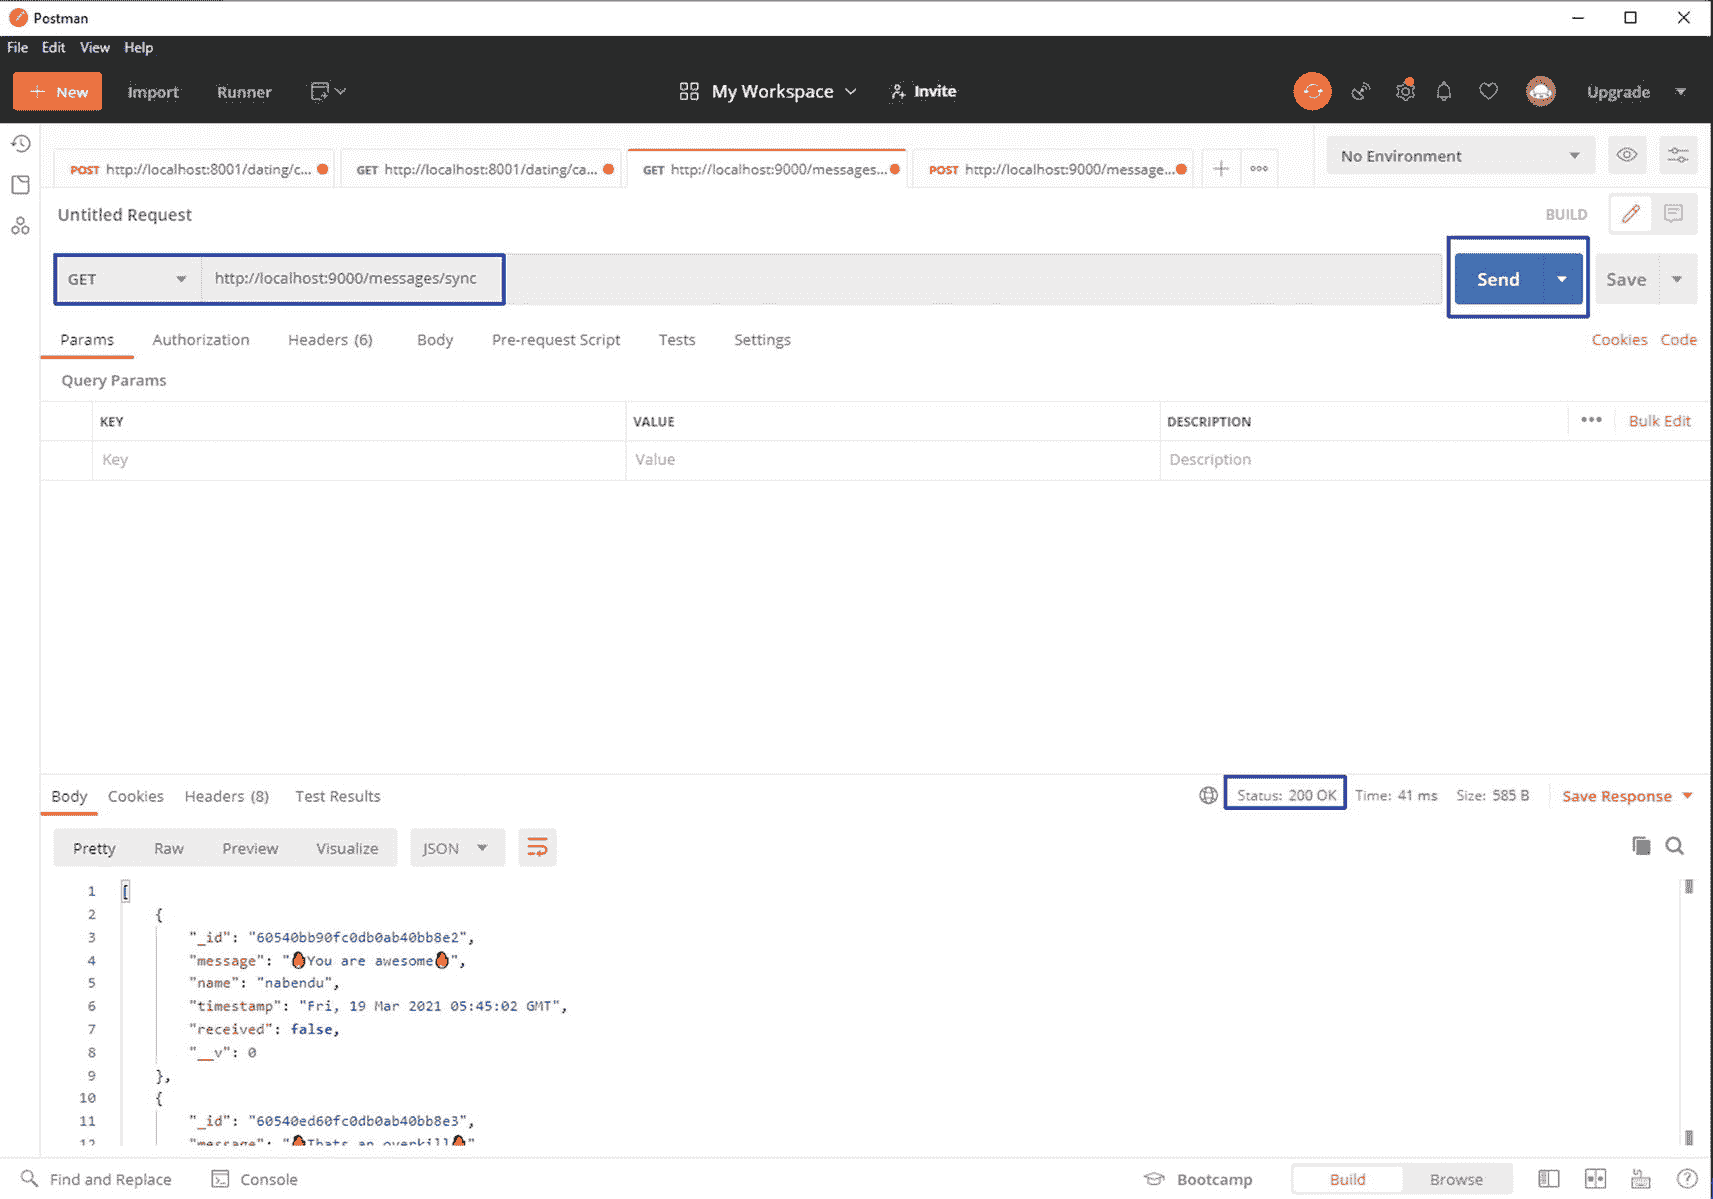 Postman
File Edit View Help
+ New Import Runner My Workspace Invite Upgrade
POST http://localhost:8001/dating/c... GET http://localhost:8001/dating/ca... GET http://localhost:9000/messages... POST http://localhost:9000/message... No Environment
Untitled Request BUILD
GET http://localhost:9000/messages/sync Send Save
Params Authorization Headers (6) Body Pre-request Script Tests Settings Cookies Code
Query Params
KEY VALUE DESCRIPTION Bulk Edit
Key Value Description
Body Cookies Headers (8) Test Results Status: 200 OK Time: 41 ms Size: 585 B Save Response
Pretty Raw Preview Visualize JSON
1 [
2 {
3 "_id": "60540bb90fc0db0ab40bb8e2",
4 "message": "🐧You are awesome🐧",
5 "name": "nabendu",
6 "timestamp": "Fri, 19 Mar 2021 05:45:02 GMT",
7 "received": false,
8 "__v": 0
9 },
10 {
11 "_id": "60540ed60fc0db0ab40bb8e3",
12 "message": "🐧Thats an overkill🐧"
Find and Replace Console Bootcamp Build Browse